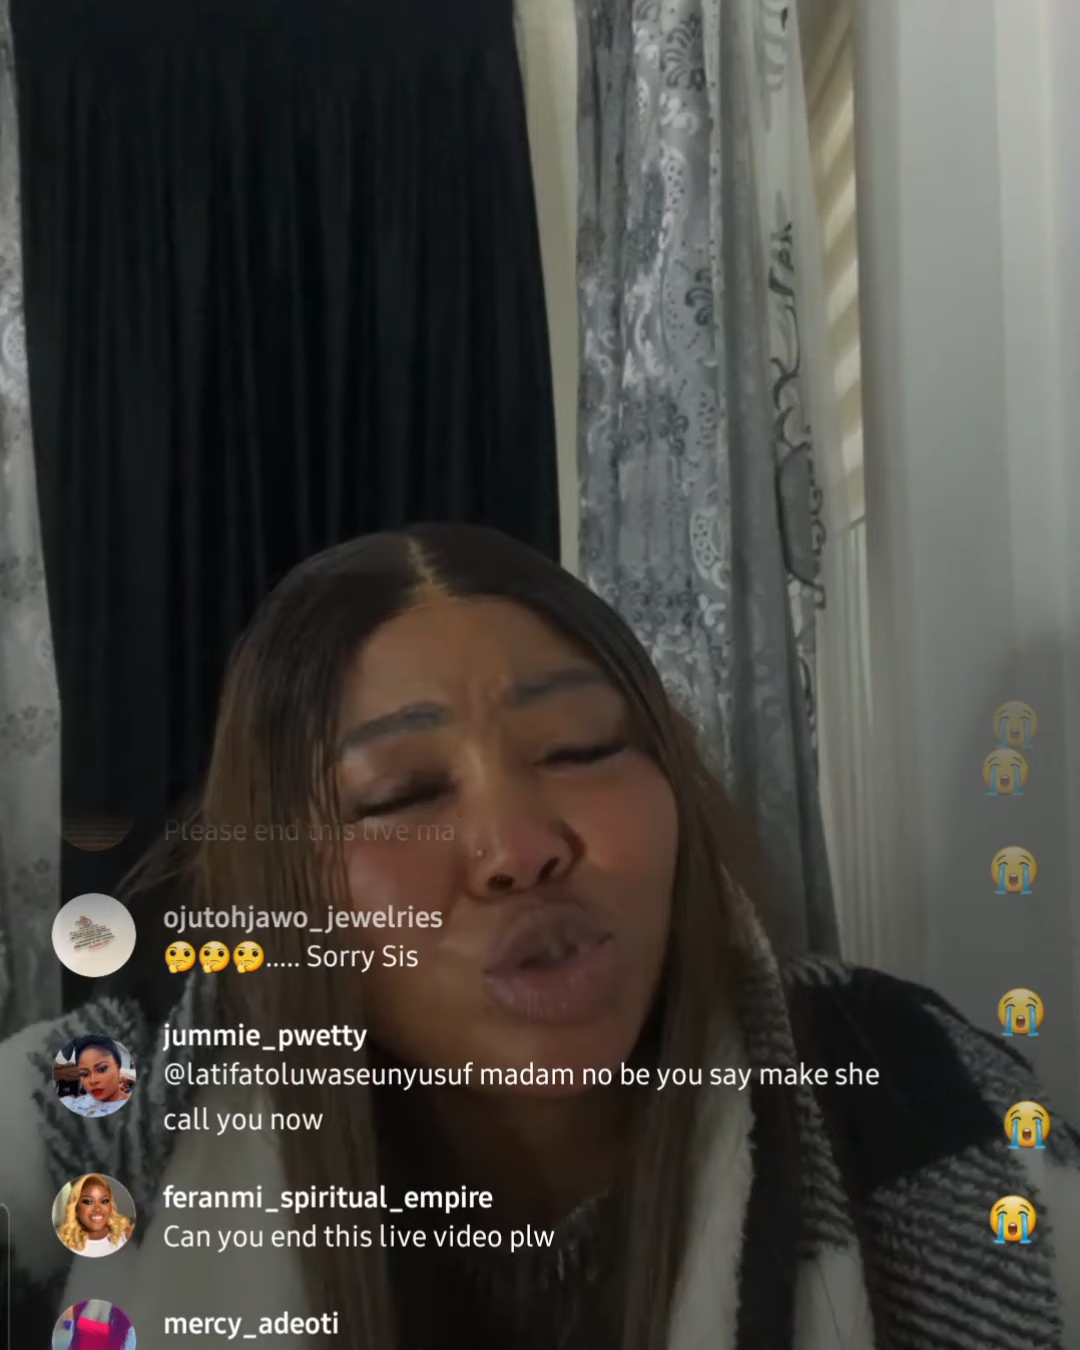 Please end this live ma
ojutohjawo_jewelries
🤔🤔🤔..... Sorry Sis
jummie_pwetty
@latifatoluwaseunyusuf madam no be you say make she
call you now
feranmi_spiritual_empire
Can you end this live video plw
mercy_adeoti